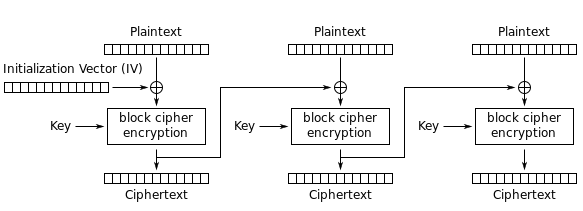 Plaintext
Plaintext
Plaintext
Initialization Vector (IV)
Key
block cipher
encryption
Key
block cipher
encryption
Key
block cipher
encryption
Ciphertext
Ciphertext
Ciphertext